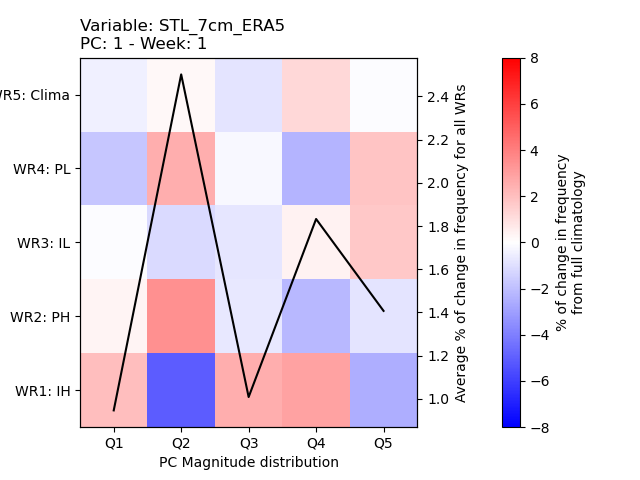 Variable: STL_7cm_ERA5
PC: 1 - Week: 1
WR5: Clima
WR4: PL
WR3: IL
WR2: PH
WR1: IH
Q1 Q2 Q3 Q4 Q5
PC Magnitude distribution
2.4
2.2
2.0
1.8
1.6
1.4
1.2
1.0
Average % of change in frequency for all WRs
8
6
4
2
0
−2
−4
−6
−8
% of change in frequency
from full climatology